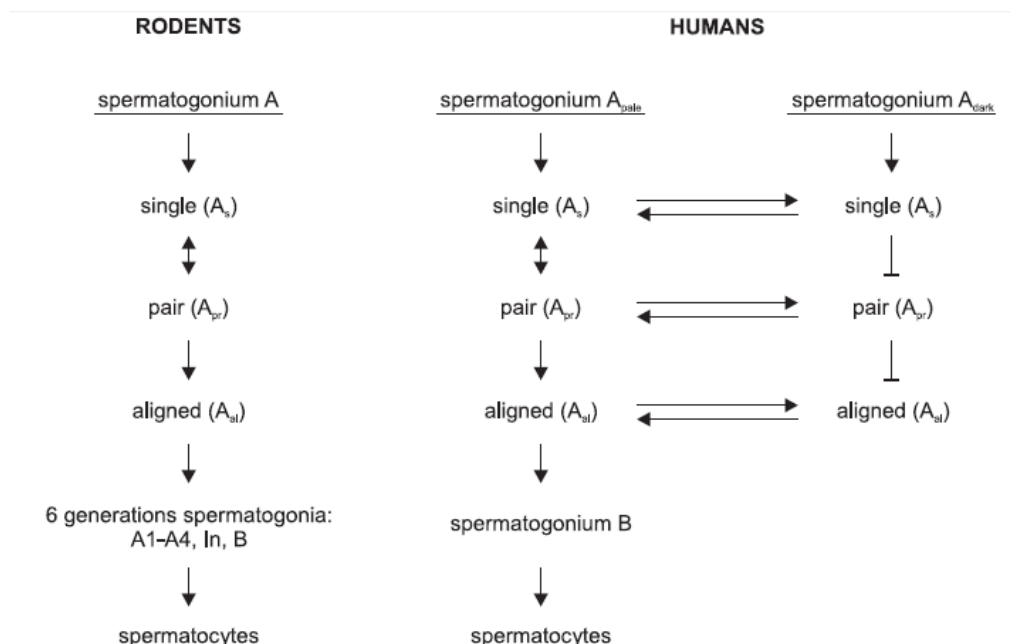 RODENTS HUMANS
spermatogonium A spermatogonium Apale spermatogonium Adark
single (As) single (As) single (As)
pair (Apr) pair (Apr) pair (Apr)
aligned (Aal) aligned (Aal) aligned (Aal)
6 generations spermatogonia:
A1–A4, In, B
spermatogonium B
spermatocytes spermatocytes